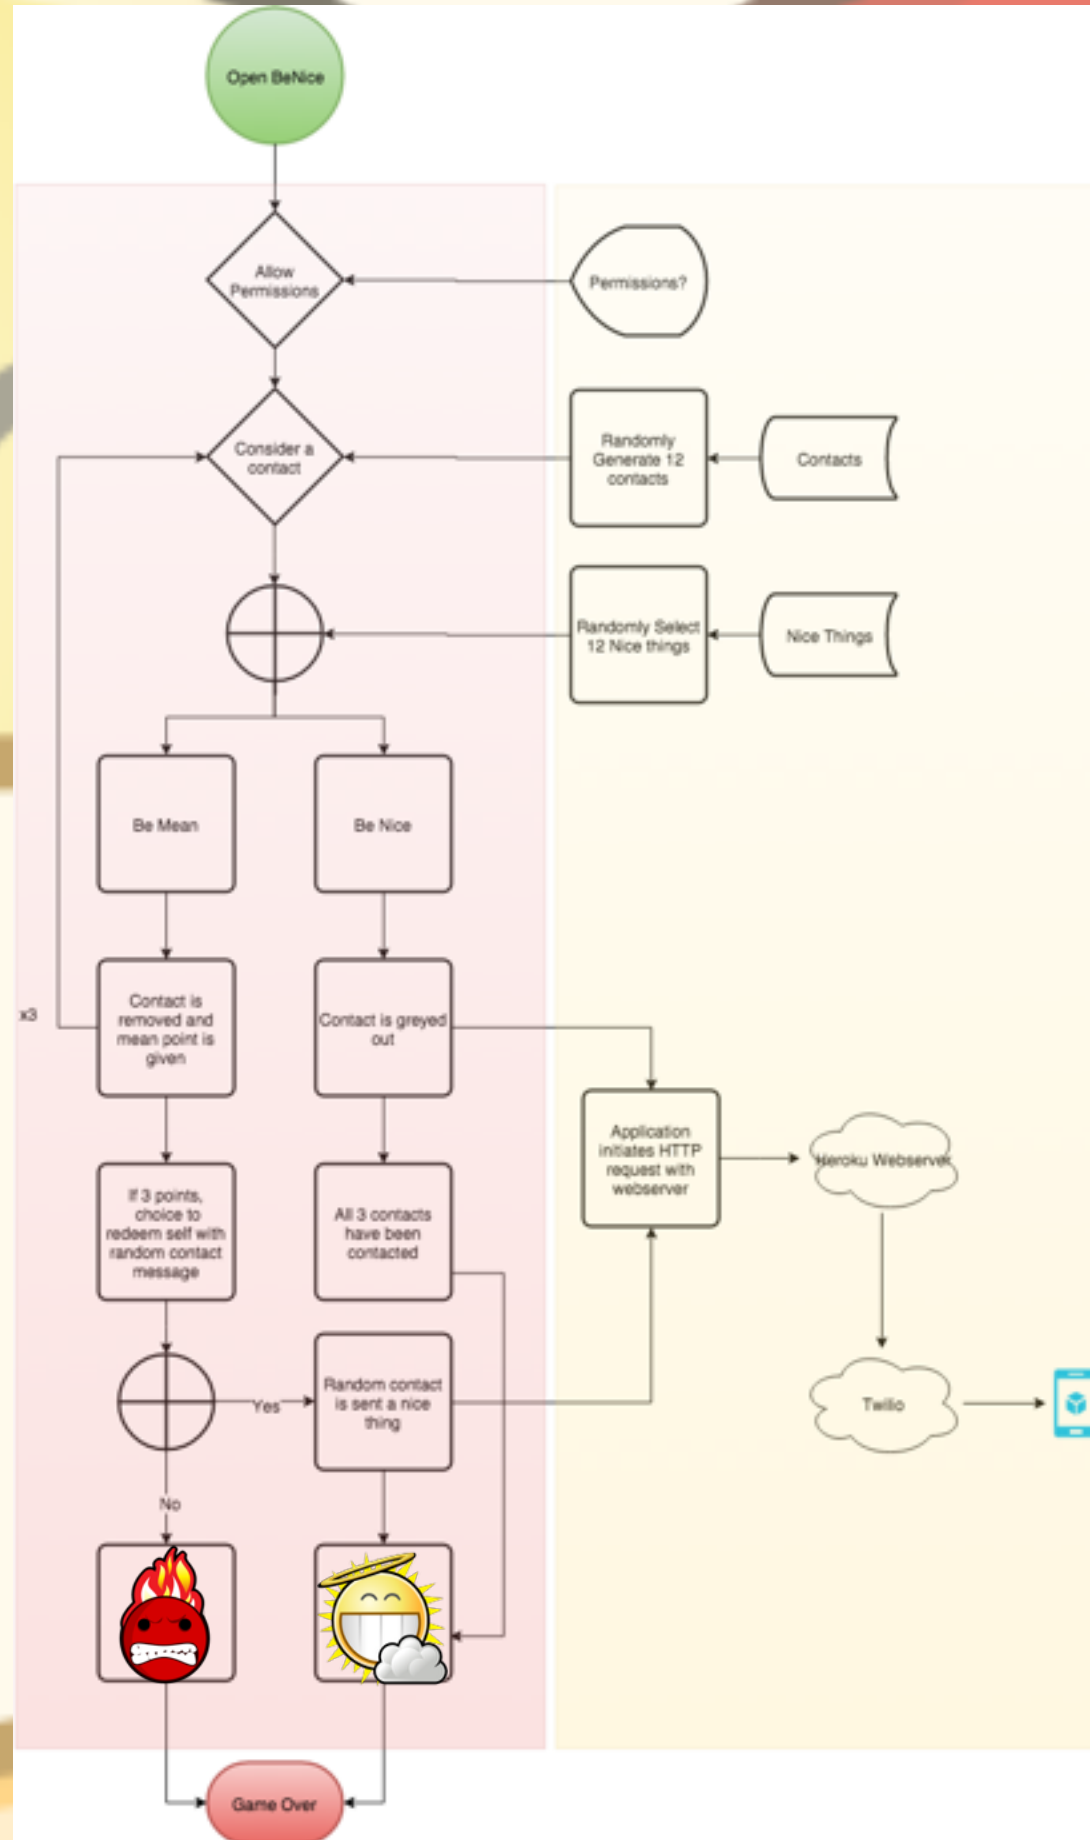 Open BeNice
Allow
Permissions
Permissions?
Consider a
contact
Randomly
Generate 12
contacts
Contacts
Randomly Select
12 Nice things
Nice Things
Be Mean
Be Nice
x3
Contact is
removed and
mean point is
given
Contact is greyed
out
Application
initiates HTTP
request with
webserver
Heroku Webserver
If 3 points,
choice to
redeem self with
random contact
message
All 3 contacts
have been
contacted
Yes
Random contact
is sent a nice
thing
Twilio
No
Game Over